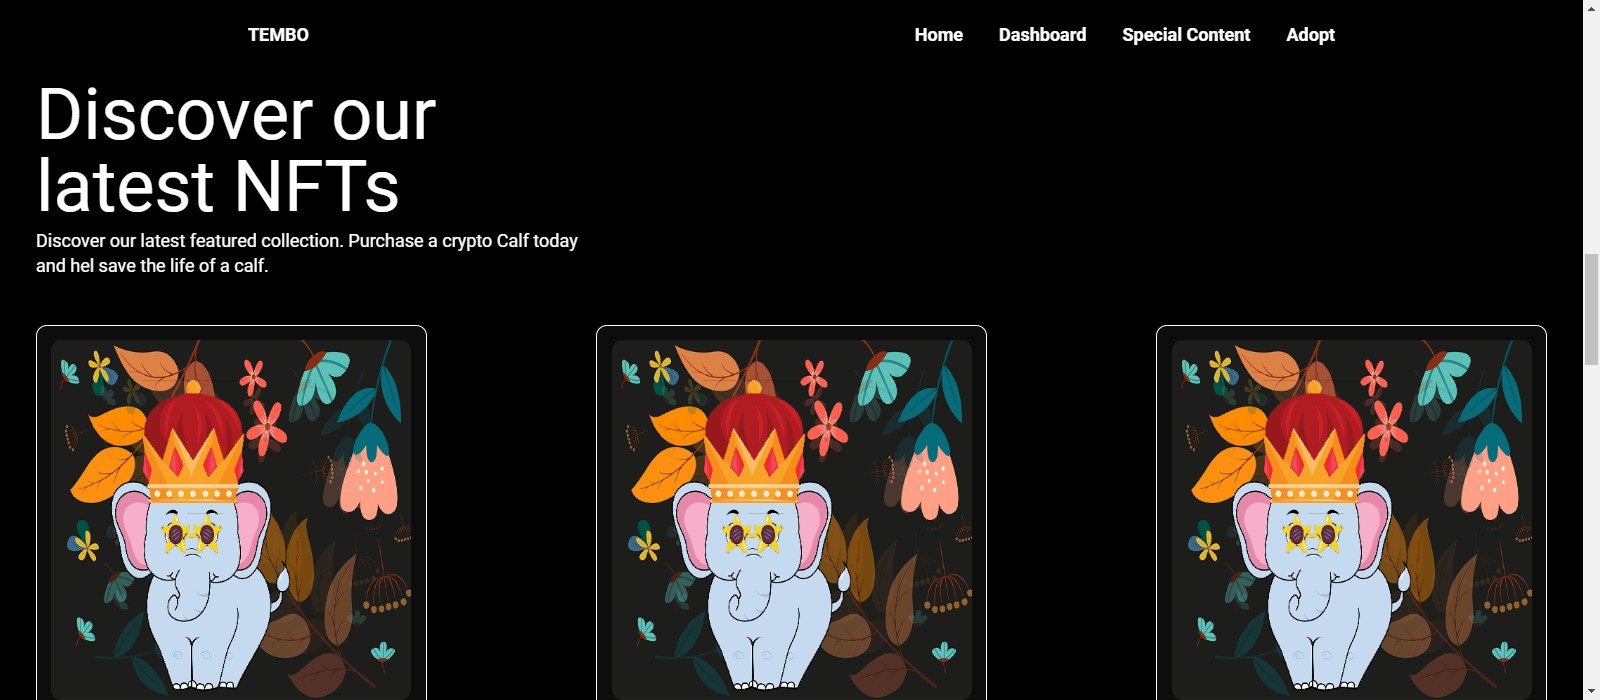 TEMBO
Home Dashboard Special Content Adopt
Discover our
latest NFTs
Discover our latest featured collection. Purchase a crypto Calf today
and hel save the life of a calf.